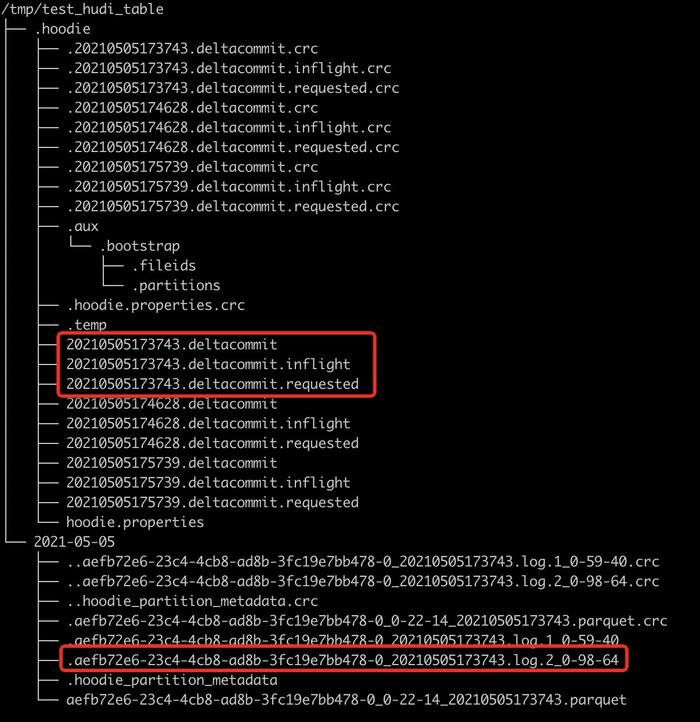 /tmp/test_hudi_table
├── .hoodie
│   ├── .20210505173743.deltacommit.crc
│   ├── .20210505173743.deltacommit.inflight.crc
│   ├── .20210505173743.deltacommit.requested.crc
│   ├── .20210505174628.deltacommit.crc
│   ├── .20210505174628.deltacommit.inflight.crc
│   ├── .20210505174628.deltacommit.requested.crc
│   ├── .20210505175739.deltacommit.crc
│   ├── .20210505175739.deltacommit.inflight.crc
│   ├── .20210505175739.deltacommit.requested.crc
│   ├── .aux
│   │   └── .bootstrap
│   │       ├── .fileids
│   │       └── .partitions
│   ├── .hoodie.properties.crc
│   ├── .temp
│   ├── 20210505173743.deltacommit
│   ├── 20210505173743.deltacommit.inflight
│   ├── 20210505173743.deltacommit.requested
│   ├── 20210505174628.deltacommit
│   ├── 20210505174628.deltacommit.inflight
│   ├── 20210505174628.deltacommit.requested
│   ├── 20210505175739.deltacommit
│   ├── 20210505175739.deltacommit.inflight
│   ├── 20210505175739.deltacommit.requested
│   └── hoodie.properties
└── 2021-05-05
    ├── ..aefb72e6-23c4-4cb8-ad8b-3fc19e7bb478-0_20210505173743.log.1_0-59-40.crc
    ├── ..aefb72e6-23c4-4cb8-ad8b-3fc19e7bb478-0_20210505173743.log.2_0-98-64.crc
    ├── ..hoodie_partition_metadata.crc
    ├── .aefb72e6-23c4-4cb8-ad8b-3fc19e7bb478-0_0-22-14_20210505173743.parquet.crc
    ├── .aefb72e6-23c4-4cb8-ad8b-3fc19e7bb478-0_20210505173743.log.1_0-59-40
    ├── .aefb72e6-23c4-4cb8-ad8b-3fc19e7bb478-0_20210505173743.log.2_0-98-64
    ├── .hoodie_partition_metadata
    └── aefb72e6-23c4-4cb8-ad8b-3fc19e7bb478-0_0-22-14_20210505173743.parquet